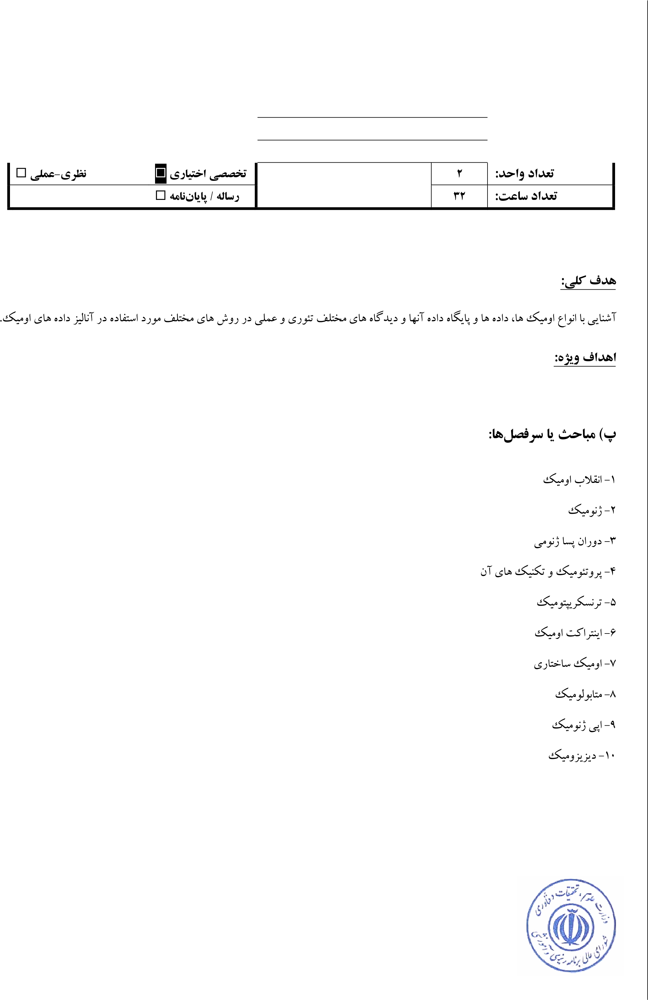 تعداد واحد: ۲ تخصصی اختیاری ▣ نظری-عملی □
تعداد ساعت: ۳۲ رساله / پایان‌نامه □
هدف کلی:
آشنایی با انواع اومیک ها، داده ها و پایگاه داده آنها و دیدگاه های مختلف تئوری و عملی در روش های مختلف مورد استفاده در آنالیز داده های اومیک.
اهداف ویژه:
پ) مباحث یا سرفصل‌ها:
۱- انقلاب اومیک
۲- ژنومیک
۳- دوران پسا ژنومی
۴- پروتئومیک و تکنیک های آن
۵- ترنسکریپتومیک
۶- اینتراکت اومیک
۷- اومیک ساختاری
۸- متابولومیک
۹- اپی ژنومیک
۱۰- دیزیزومیک
وزارت علوم، تحقیقات و فناوری
شورای عالی برنامه ریزی و آموزشی